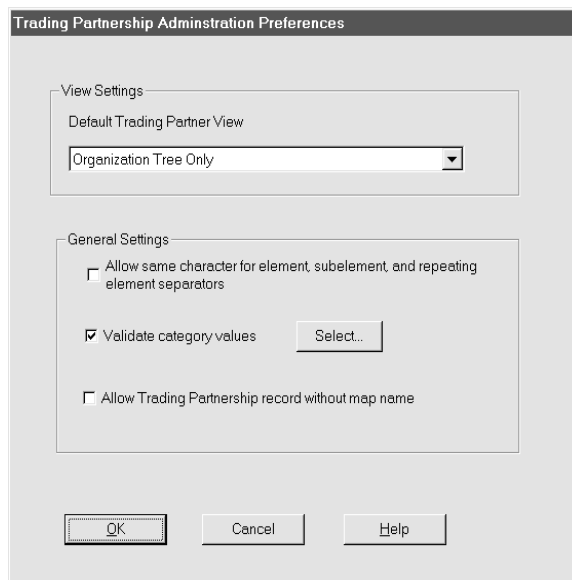 Trading Partnership Adminstration Preferences
View Settings
Default Trading Partner View
Organization Tree Only
General Settings
Allow same character for element, subelement, and repeating
element separators
Validate category values
Select...
Allow Trading Partnership record without map name
OK
Cancel
Help